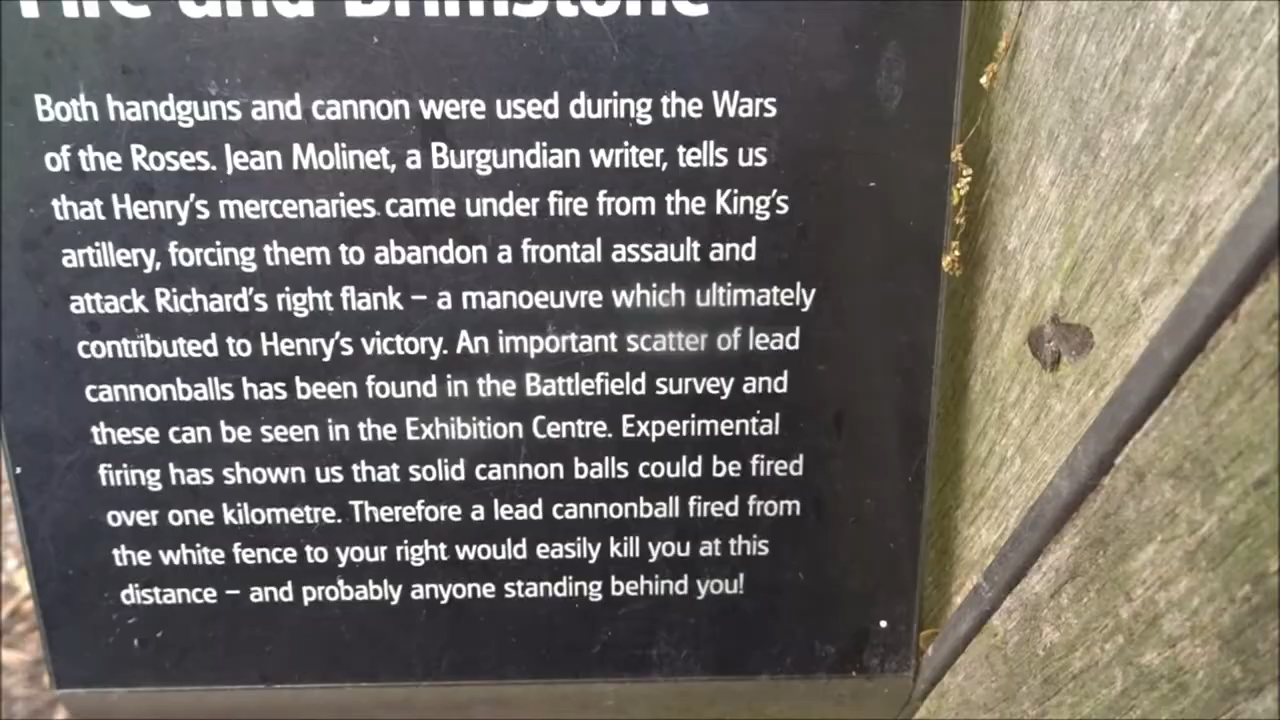 Fire and Brimstone
Both handguns and cannon were used during the Wars
of the Roses. Jean Molinet, a Burgundian writer, tells us
that Henry's mercenaries came under fire from the King's
artillery, forcing them to abandon a frontal assault and
attack Richard's right flank – a manoeuvre which ultimately
contributed to Henry's victory. An important scatter of lead
cannonballs has been found in the Battlefield survey and
these can be seen in the Exhibition Centre. Experimental
firing has shown us that solid cannon balls could be fired
over one kilometre. Therefore a lead cannonball fired from
the white fence to your right would easily kill you at this
distance – and probably anyone standing behind you!